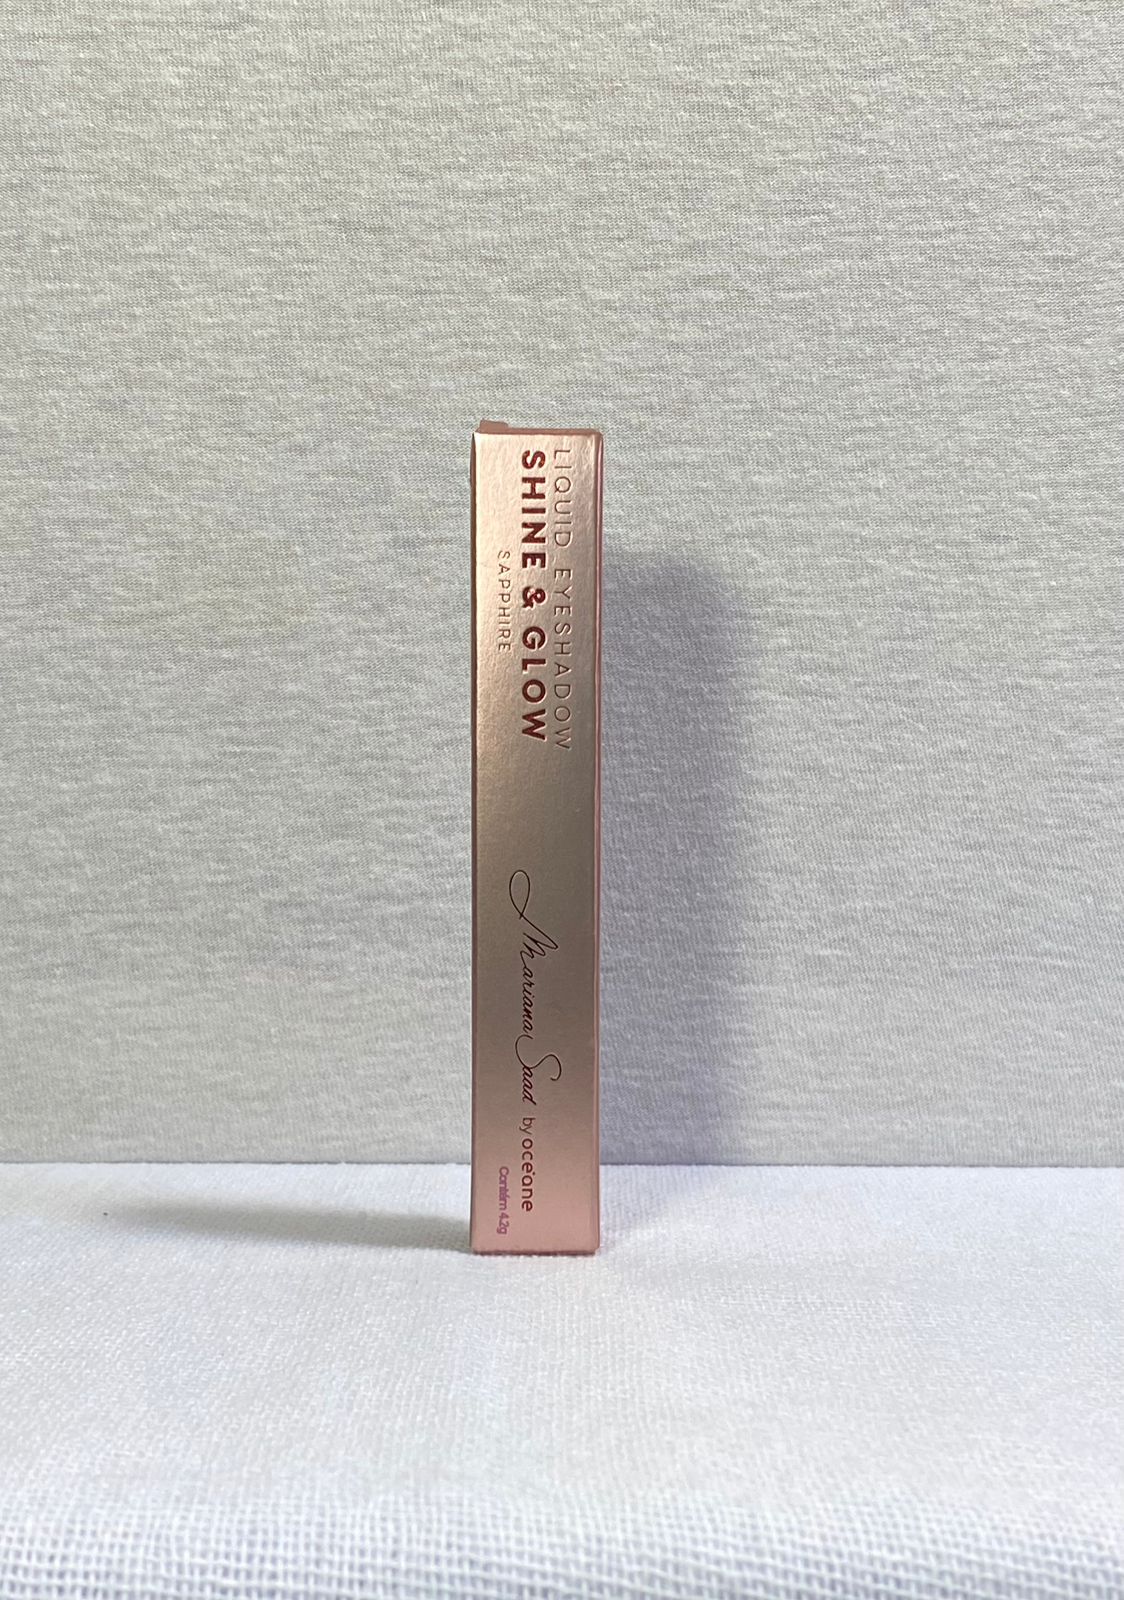 LIQUID EYESHADOW
SHINE & GLOW
SAPPHIRE
Mariana Saad by océane
Contém 4.2g